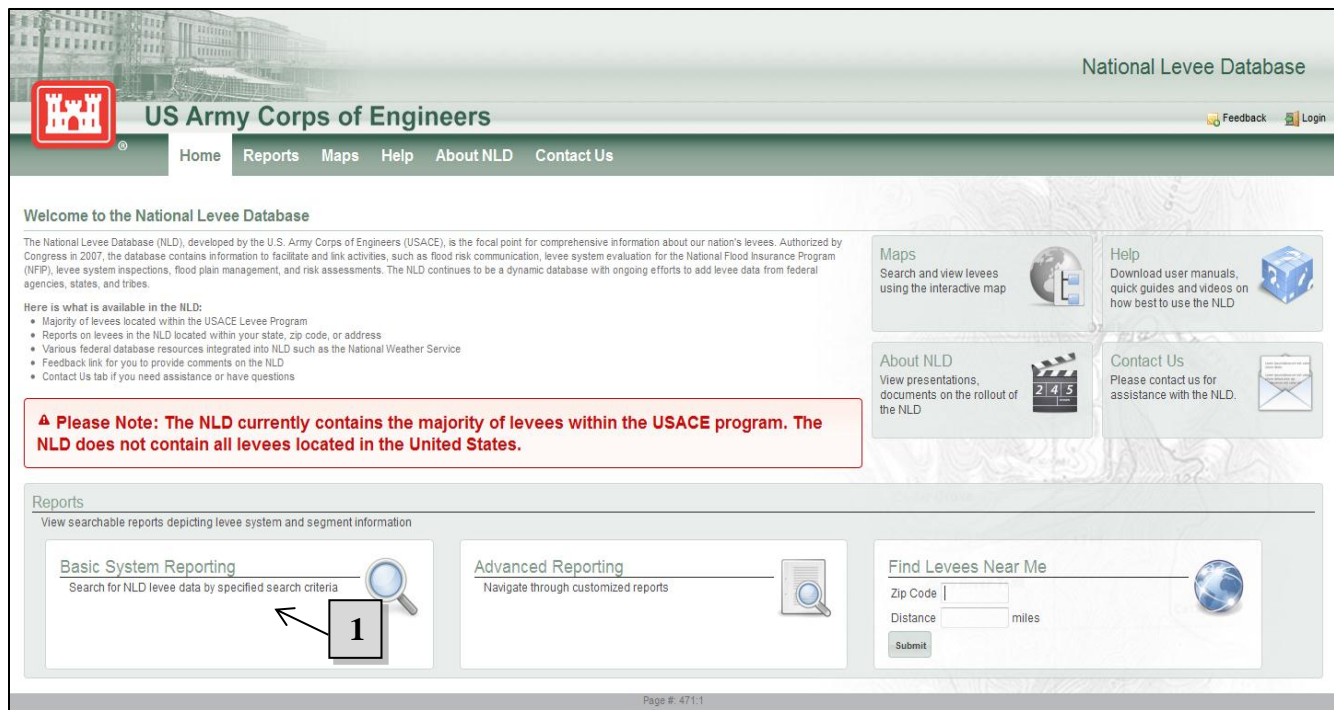 National Levee Database
US Army Corps of Engineers
®
Feedback Login
Home Reports Maps Help About NLD Contact Us
Welcome to the National Levee Database
The National Levee Database (NLD), developed by the U.S. Army Corps of Engineers (USACE), is the focal point for comprehensive information about our nation's levees. Authorized by
Congress in 2007, the database contains information to facilitate and link activities, such as flood risk communication, levee system evaluation for the National Flood Insurance Program
(NFIP), levee system inspections, flood plain management, and risk assessments. The NLD continues to be a dynamic database with ongoing efforts to add levee data from federal
agencies, states, and tribes.
Here is what is available in the NLD:
• Majority of levees located within the USACE Levee Program
• Reports on levees in the NLD located within your state, zip code, or address
• Various federal database resources integrated into NLD such as the National Weather Service
• Feedback link for you to provide comments on the NLD
• Contact Us tab if you need assistance or have questions
Please Note: The NLD currently contains the majority of levees within the USACE program. The
NLD does not contain all levees located in the United States.
Maps
Search and view levees
using the interactive map
Help
Download user manuals,
quick guides and videos on
how best to use the NLD
About NLD
View presentations,
documents on the rollout of
the NLD
2 4 5
Contact Us
Please contact us for
assistance with the NLD.
Reports
View searchable reports depicting levee system and segment information
Basic System Reporting
Search for NLD levee data by specified search criteria
1
Advanced Reporting
Navigate through customized reports
Find Levees Near Me
Zip Code
Distance miles
Submit
Page #: 471:1